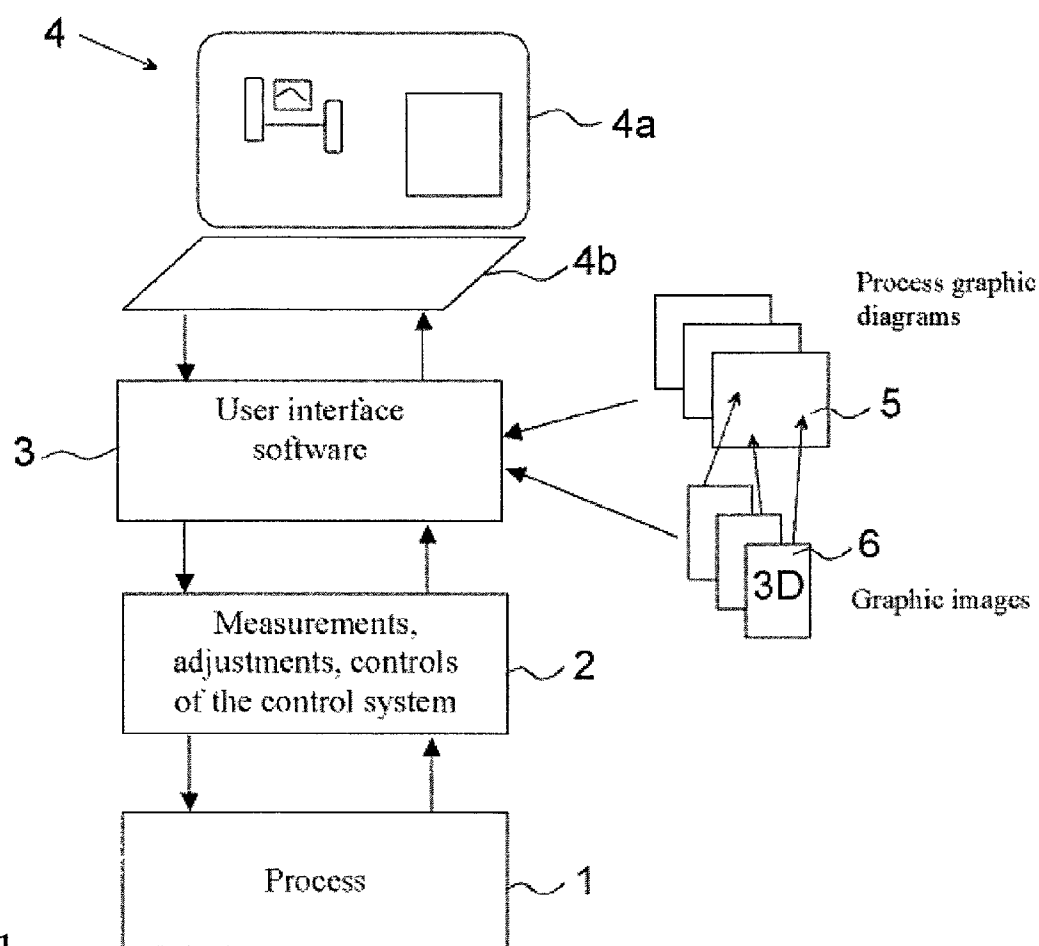 4
4a
4b
Process graphic
diagrams
User interface
software
3
5
6
3D
Graphic images
Measurements,
adjustments, controls
of the control system
2
Process
1
1